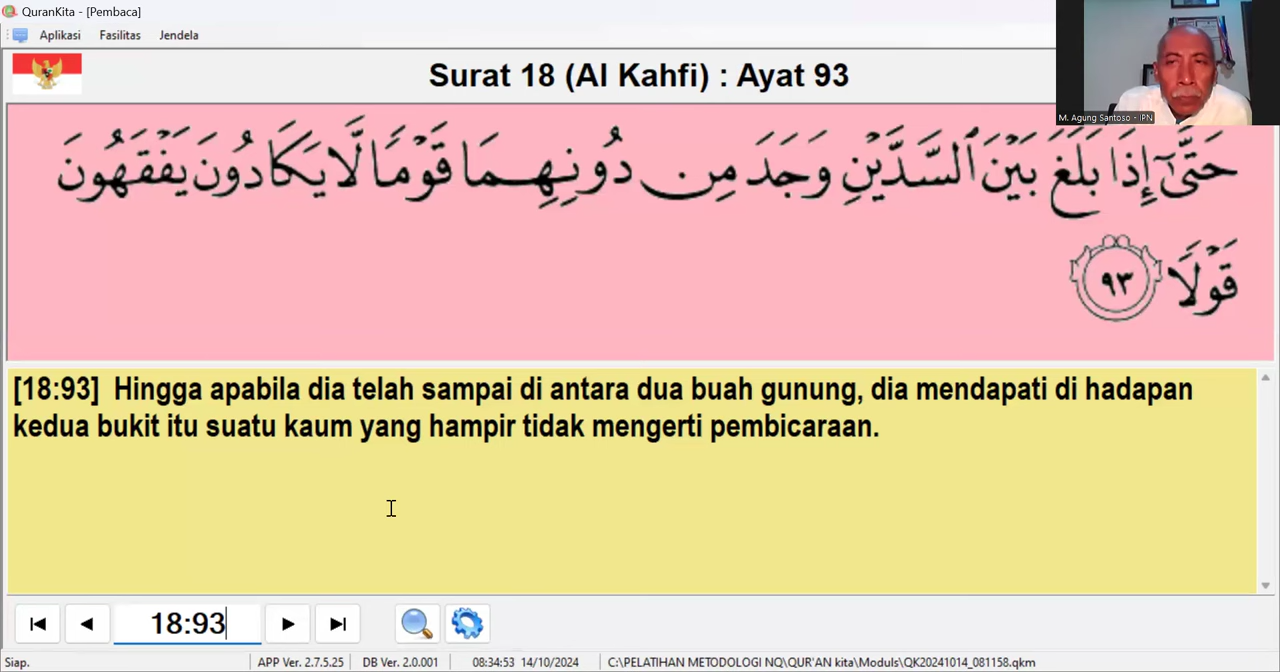 QuranKita - [Pembaca]
Aplikasi Fasilitas Jendela
Surat 18 (Al Kahfi) : Ayat 93
M. Agung Santoso - IPN
حَتَّىٰٓ إِذَا بَلَغَ بَيْنَ ٱلسَّدَّيْنِ وَجَدَ مِن دُونِهِمَا قَوْمًا لَّا يَكَادُونَ يَفْقَهُونَ
قَوْلًا ٩٣
[18:93] Hingga apabila dia telah sampai di antara dua buah gunung, dia mendapati di hadapan
kedua bukit itu suatu kaum yang hampir tidak mengerti pembicaraan.
18:93
Siap. APP Ver. 2.7.5.25 DB Ver. 2.0.001 08:34:53 14/10/2024 C:\PELATIHAN METODOLOGI NQ\QUR'AN kita\Moduls\QK20241014_081158.qkm